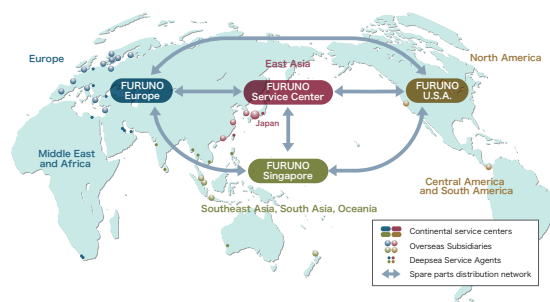 Europe
North America
East Asia
FURUNO
Europe
FURUNO
Service Center
FURUNO
U.S.A.
Japan
Middle East
and Africa
FURUNO
Singapore
Central America
and South America
Southeast Asia, South Asia, Oceania
Continental service centers
Overseas Subsidiaries
Deepsea Service Agents
Spare parts distribution network